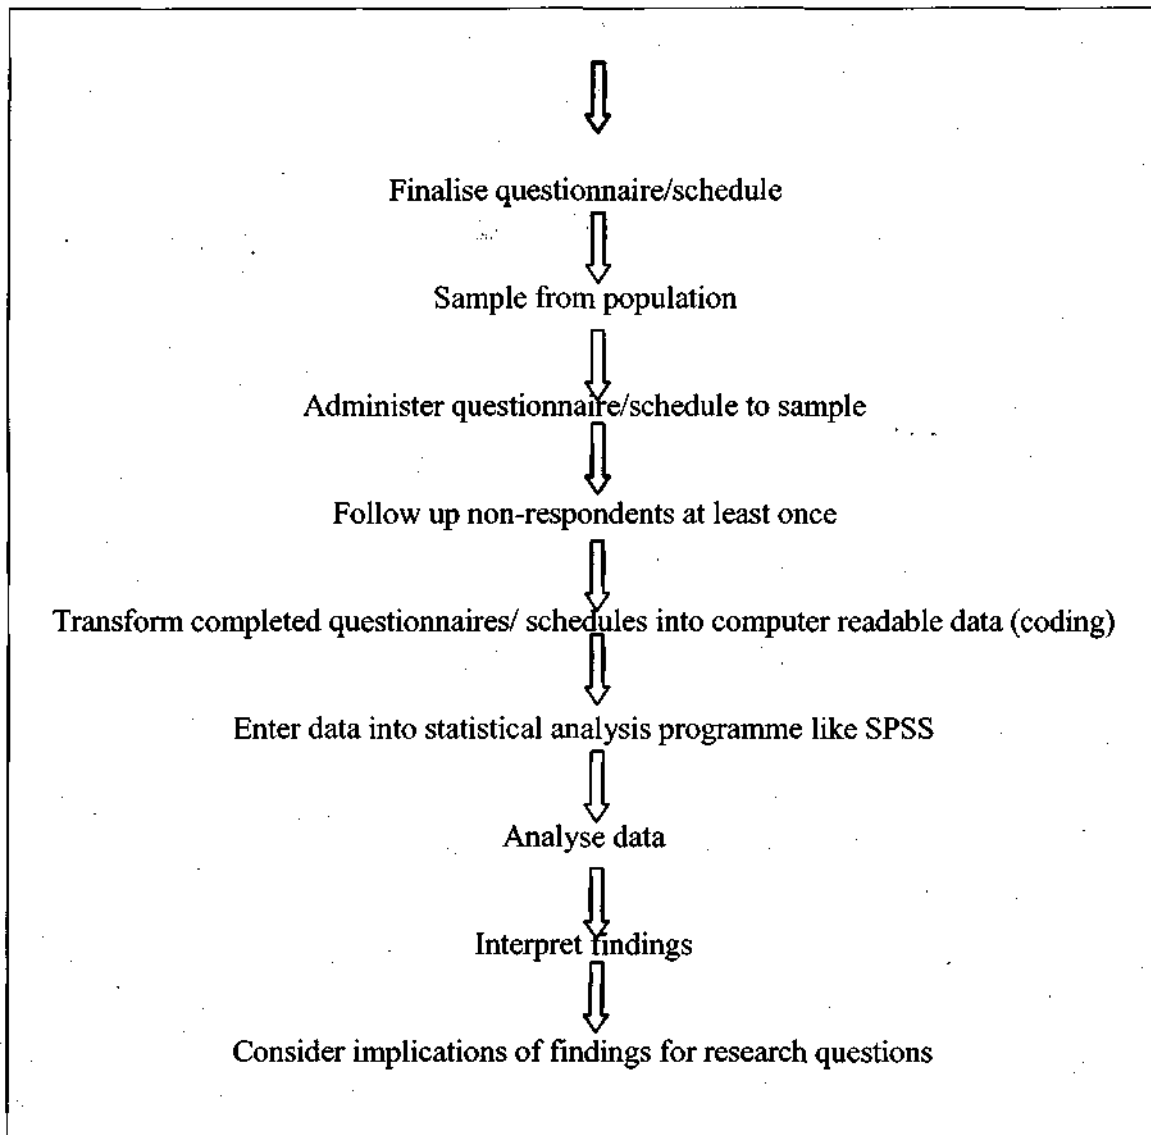 Finalise questionnaire/schedule
Sample from population
Administer questionnaire/schedule to sample
Follow up non-respondents at least once
Transform completed questionnaires/ schedules into computer readable data (coding)
Enter data into statistical analysis programme like SPSS
Analyse data
Interpret findings
Consider implications of findings for research questions